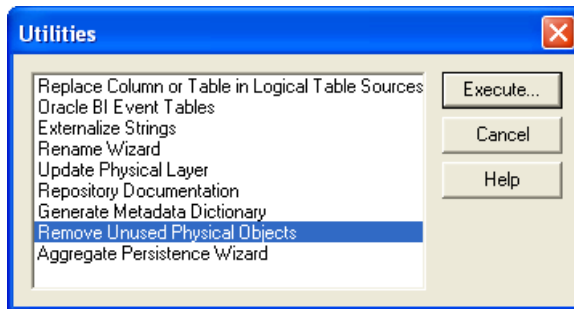 Utilities
Replace Column or Table in Logical Table Sources
Oracle BI Event Tables
Externalize Strings
Rename Wizard
Update Physical Layer
Repository Documentation
Generate Metadata Dictionary
Remove Unused Physical Objects
Aggregate Persistence Wizard
Execute...
Cancel
Help